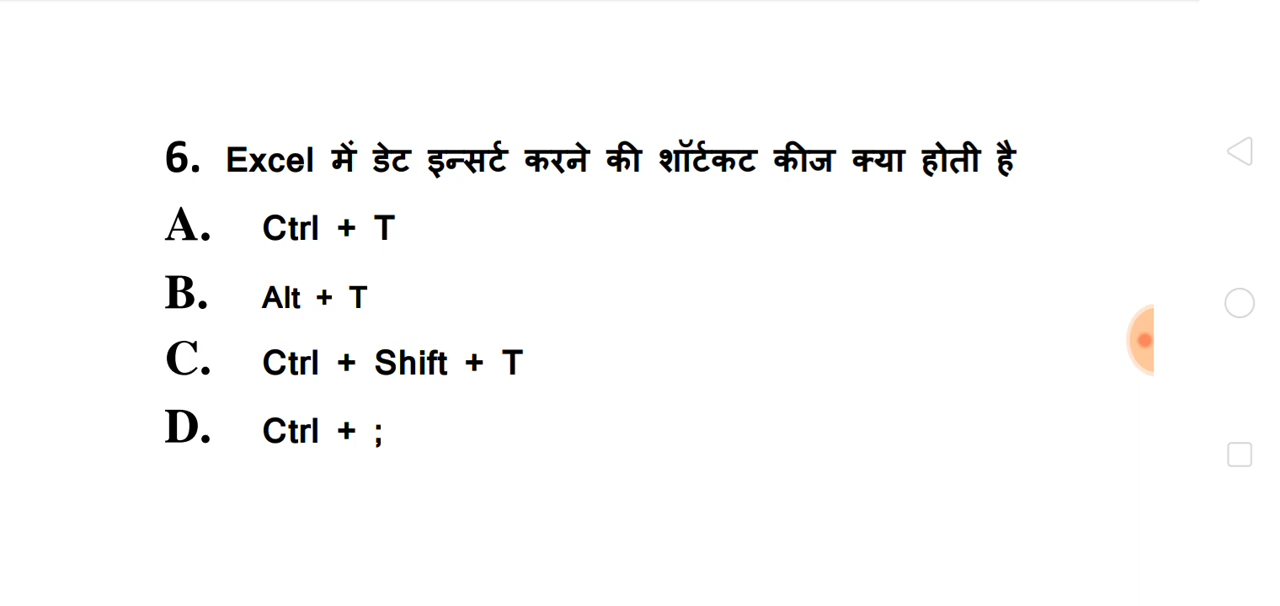 6. Excel में डेट इन्सर्ट करने की शॉर्टकट कीज क्या होती है
A. Ctrl + T
B. Alt + T
C. Ctrl + Shift + T
D. Ctrl + ;